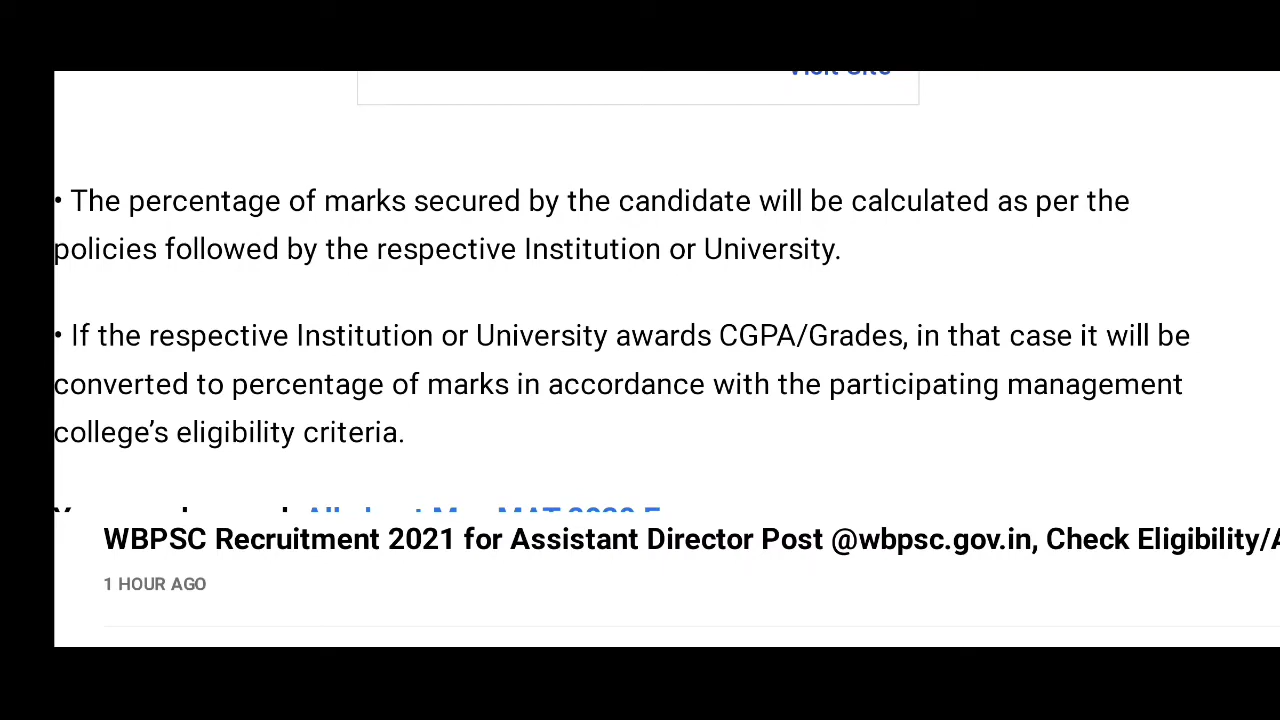 Visit Site
• The percentage of marks secured by the candidate will be calculated as per the
policies followed by the respective Institution or University.
• If the respective Institution or University awards CGPA/Grades, in that case it will be
converted to percentage of marks in accordance with the participating management
college’s eligibility criteria.
WBPSC Recruitment 2021 for Assistant Director Post @wbpsc.gov.in, Check Eligibility/
1 HOUR AGO